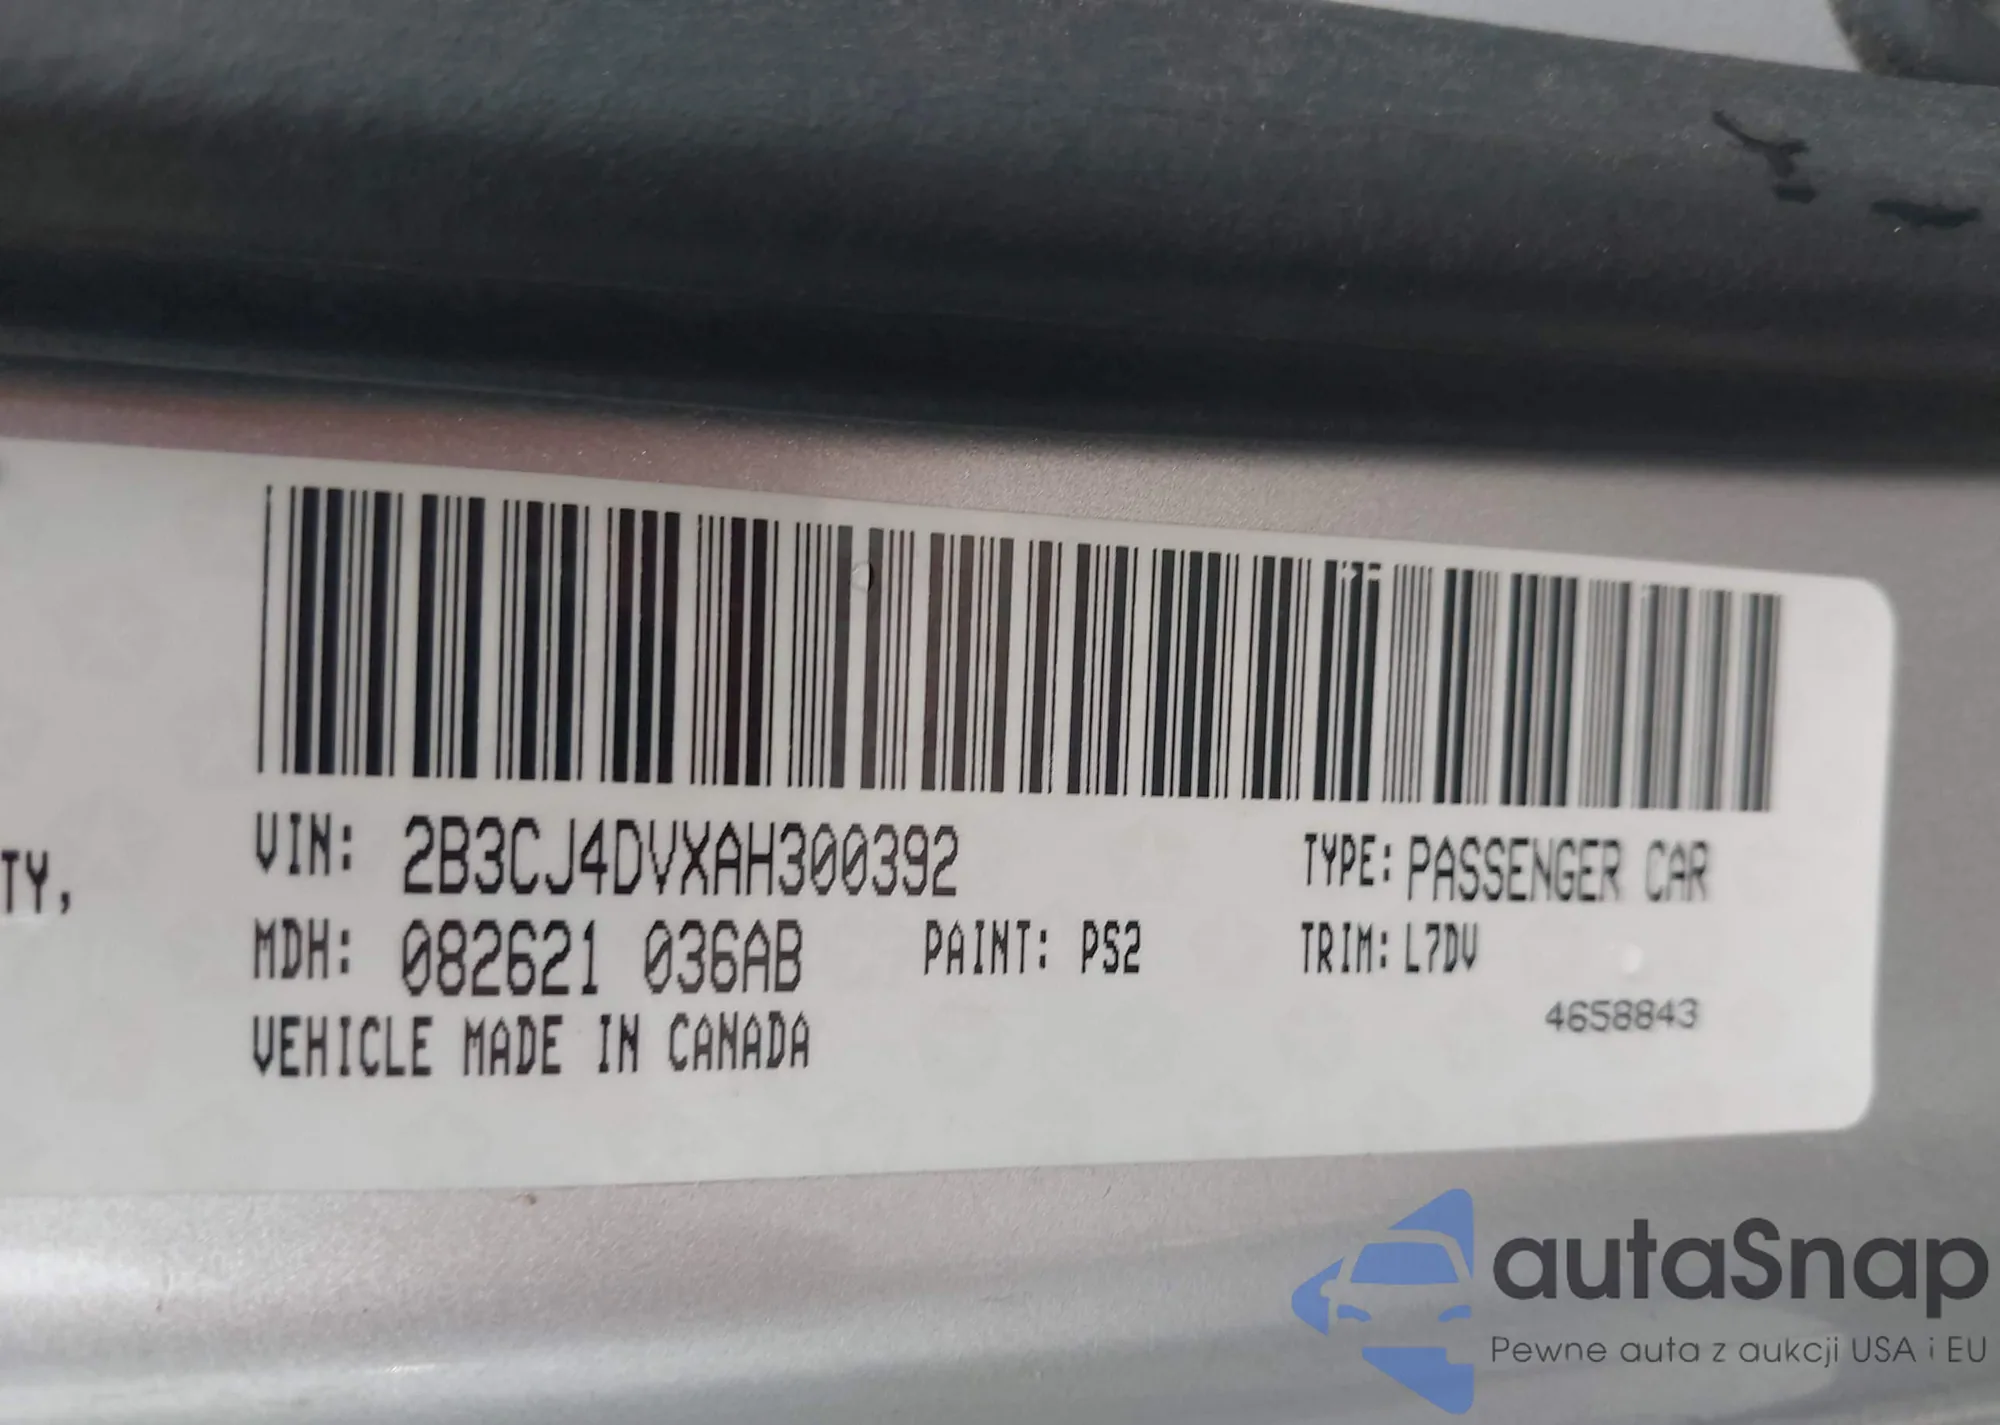 TY,
VIN: 2B3CJ4DVXAH300392
TYPE: PASSENGER CAR
MDH: 082621 036AB
PAINT: PS2
TRIM: L7DV
4658843
VEHICLE MADE IN CANADA
autaSnap
Pewne auta z aukcji USA i EU